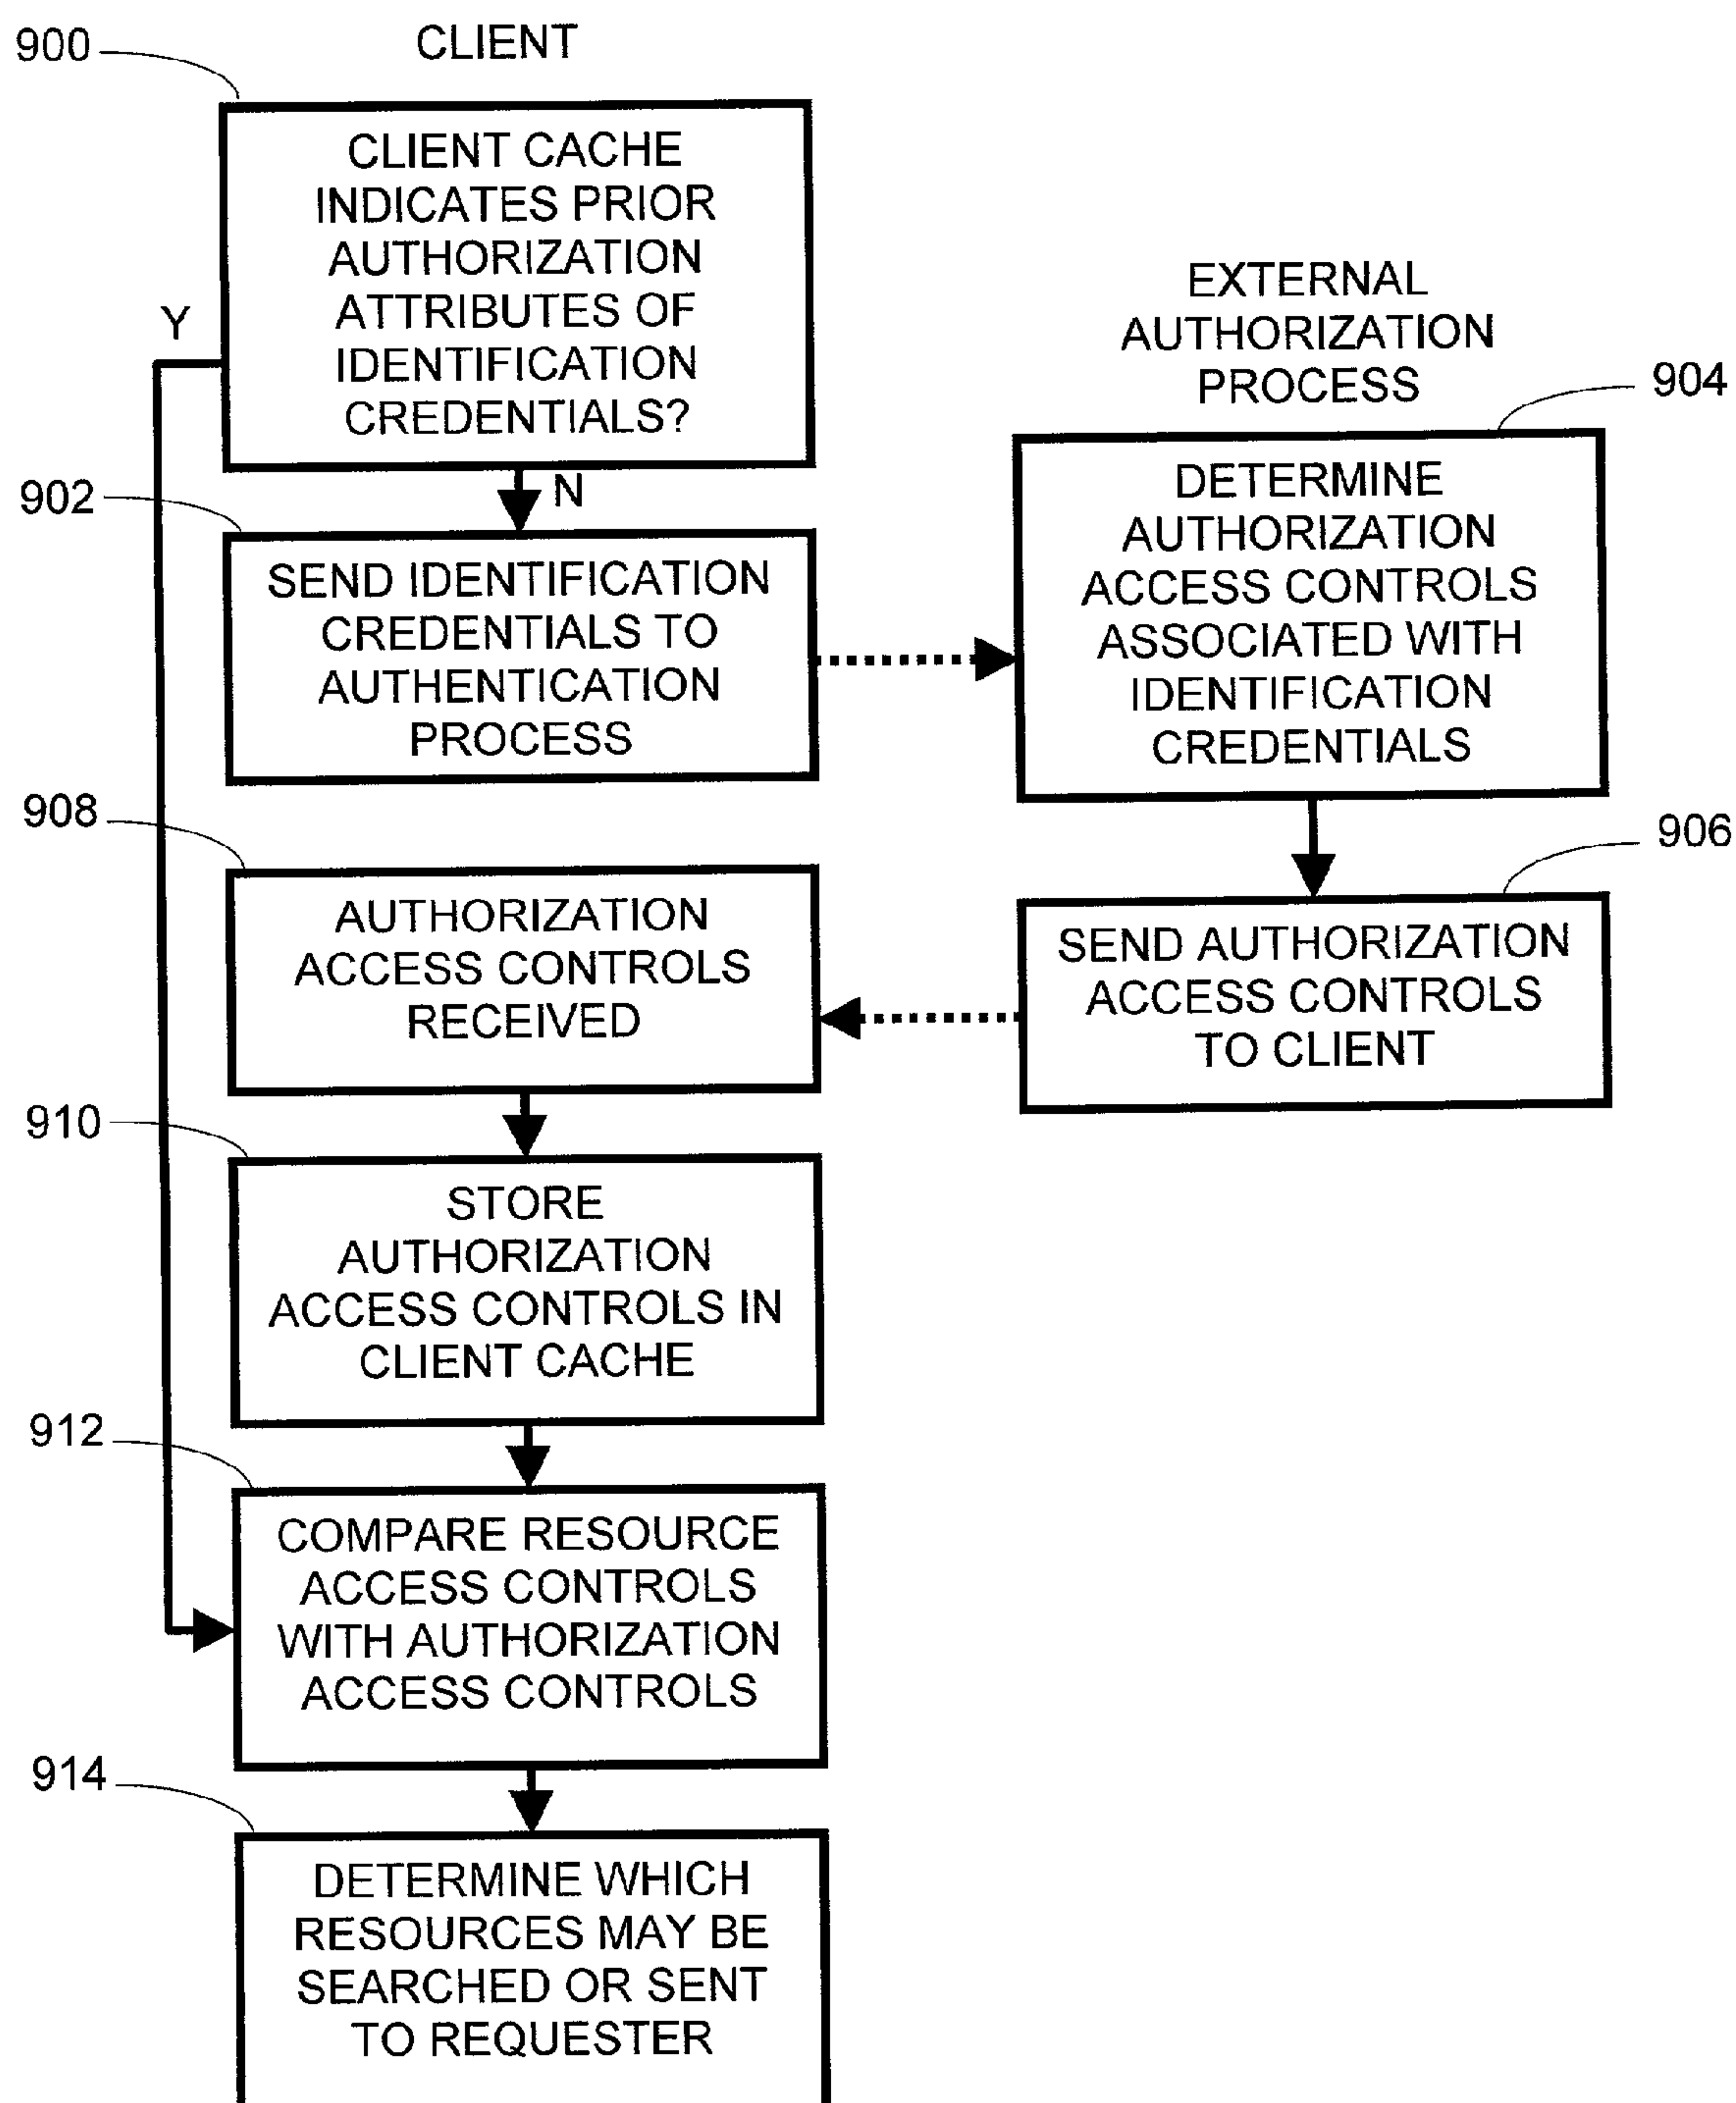 900
CLIENT
CLIENT CACHE
INDICATES PRIOR
AUTHORIZATION
ATTRIBUTES OF
IDENTIFICATION
CREDENTIALS?
Y
N
EXTERNAL
AUTHORIZATION
PROCESS
904
902
SEND IDENTIFICATION
CREDENTIALS TO
AUTHENTICATION
PROCESS
DETERMINE
AUTHORIZATION
ACCESS CONTROLS
ASSOCIATED WITH
IDENTIFICATION
CREDENTIALS
906
SEND AUTHORIZATION
ACCESS CONTROLS
TO CLIENT
908
AUTHORIZATION
ACCESS CONTROLS
RECEIVED
910
STORE
AUTHORIZATION
ACCESS CONTROLS IN
CLIENT CACHE
912
COMPARE RESOURCE
ACCESS CONTROLS
WITH AUTHORIZATION
ACCESS CONTROLS
914
DETERMINE WHICH
RESOURCES MAY BE
SEARCHED OR SENT
TO REQUESTER